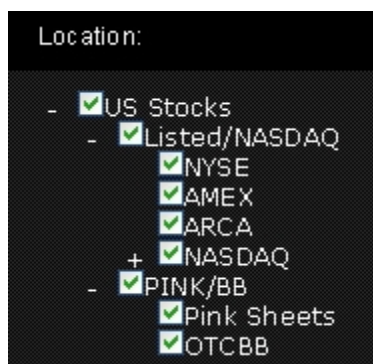 Location:
- US Stocks
- Listed/NASDAQ
NYSE
AMEX
ARCA
+ NASDAQ
- PINK/BB
Pink Sheets
OTCBB